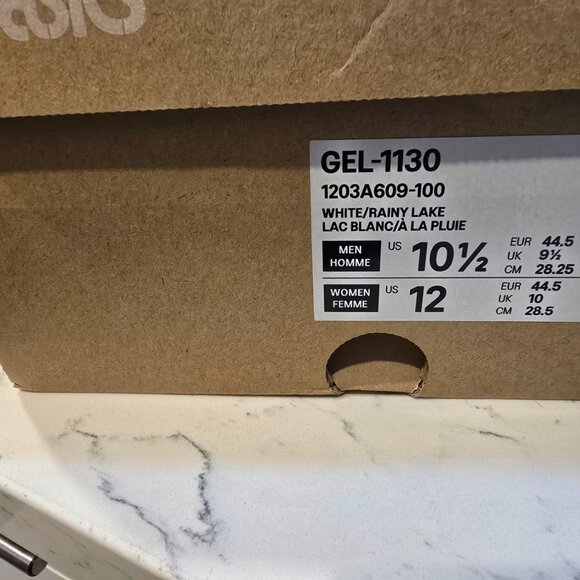 asics
GEL-1130
1203A609-100
WHITE/RAINY LAKE
LAC BLANC/À LA PLUIE
MEN HOMME US 10½ EUR 44.5 UK 9½ CM 28.25
WOMEN FEMME US 12 EUR 44.5 UK 10 CM 28.5